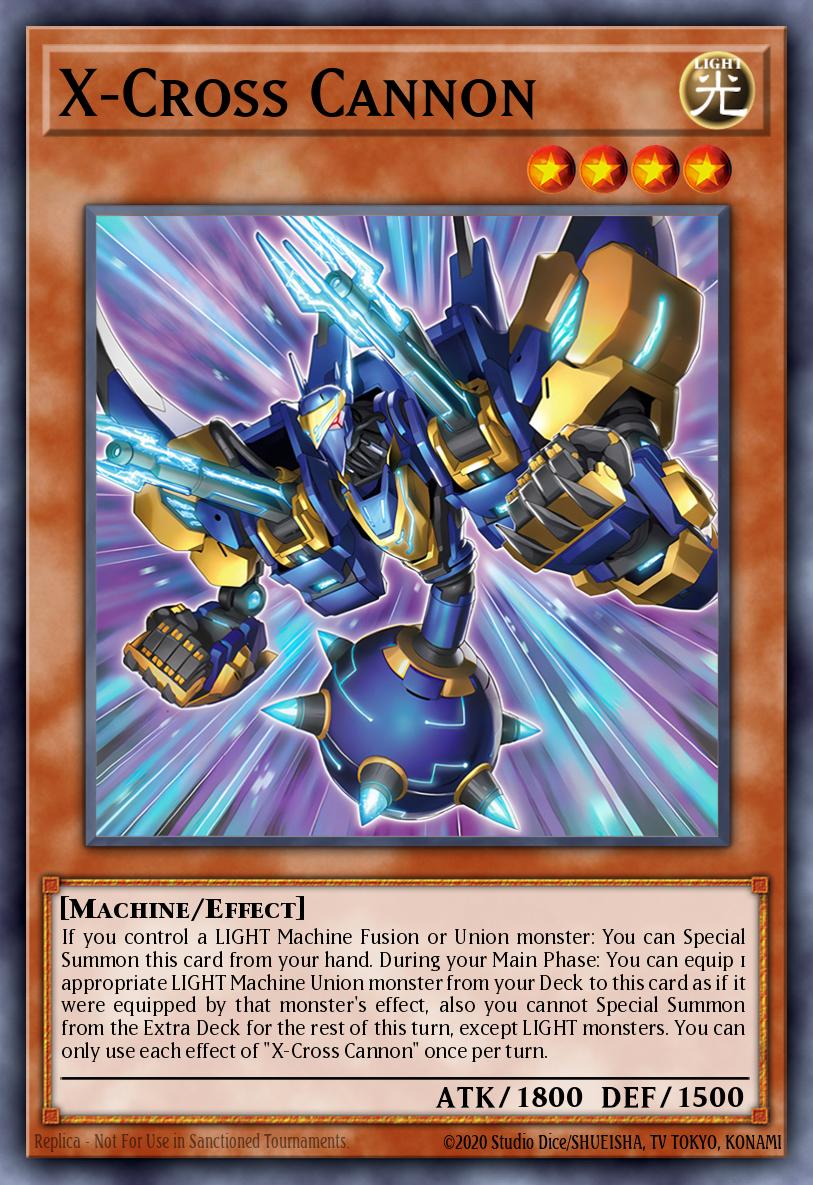 X-Cross Cannon
LIGHT
光
[Machine/Effect]
If you control a LIGHT Machine Fusion or Union monster: You can Special
Summon this card from your hand. During your Main Phase: You can equip 1
appropriate LIGHT Machine Union monster from your Deck to this card as if it
were equipped by that monster's effect, also you cannot Special Summon
from the Extra Deck for the rest of this turn, except LIGHT monsters. You can
only use each effect of "X-Cross Cannon" once per turn.
ATK/1800 DEF/1500
Replica - Not For Use in Sanctioned Tournaments.
©2020 Studio Dice/SHUEISHA, TV TOKYO, KONAMI